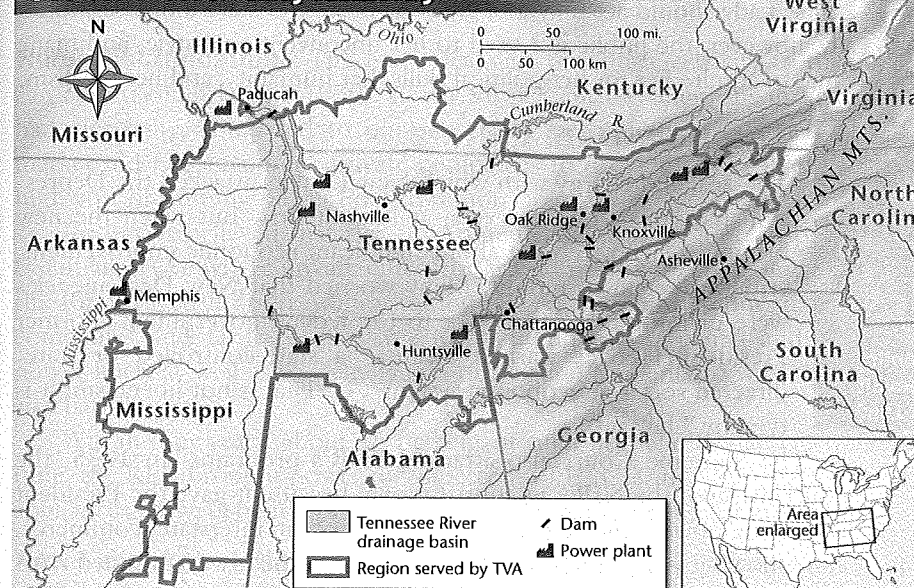 West
Virginia
N
Illinois
Ohio R.
0 50 100 mi.
0 50 100 km
Kentucky
Paducah
Cumberland R.
Virginia
Missouri
APPALACHIAN MTS.
North
Nashville
Oak Ridge
Knoxville
Arkansas
Tennessee
Asheville
Mississippi R.
Memphis
Chattanooga
Huntsville
South
Carolina
Mississippi
Georgia
Alabama
Tennessee River
drainage basin
Region served by TVA
Dam
Power plant
Area
enlarged